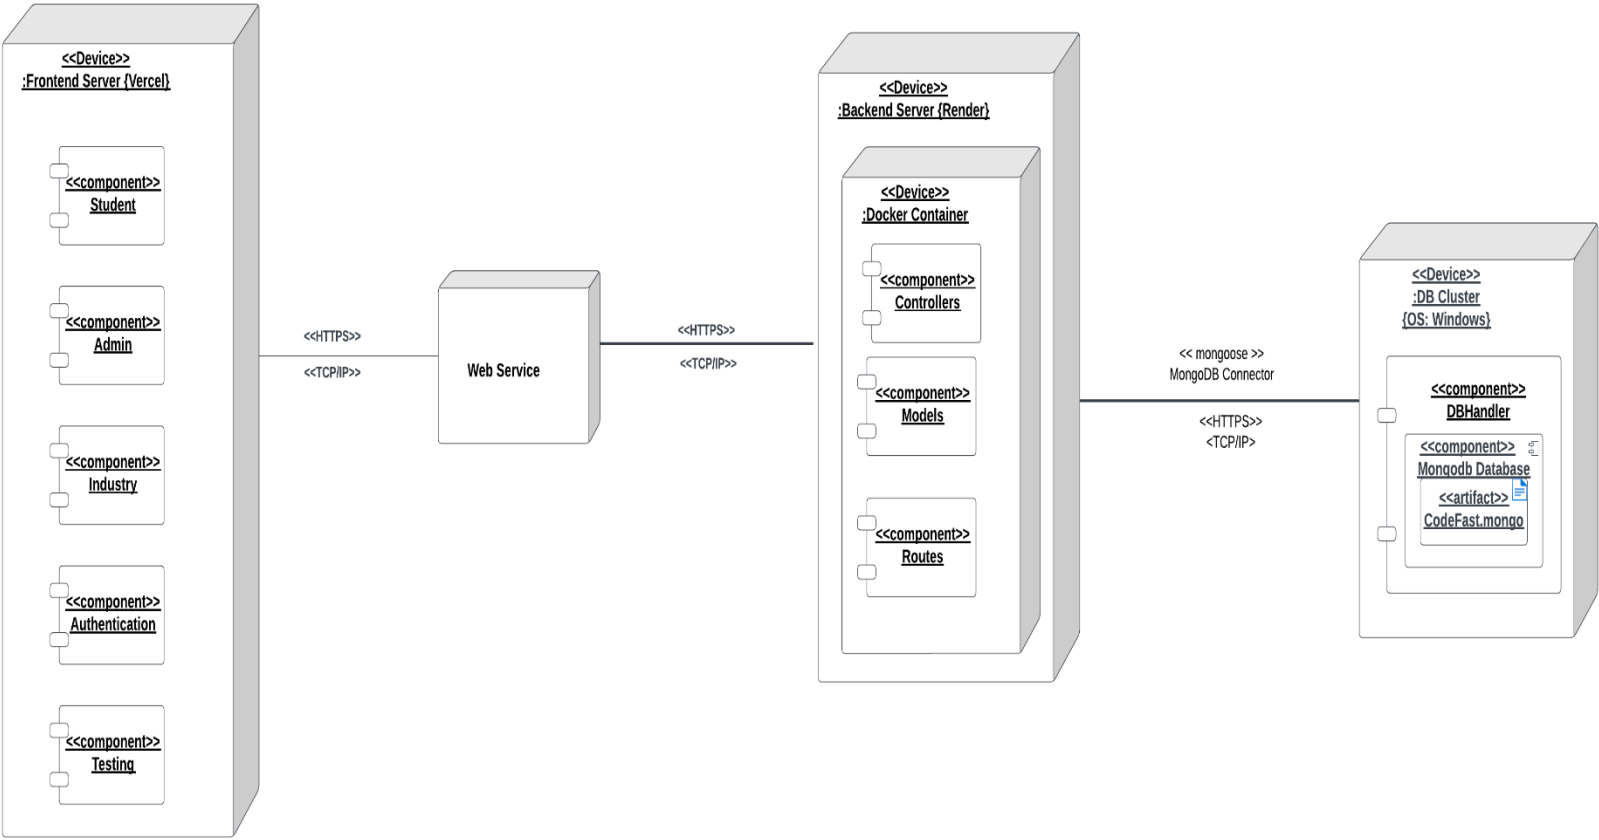 <<Device>>
:Frontend Server {Vercel}
<<component>>
Student
<<component>>
Admin
<<component>>
Industry
<<component>>
Authentication
<<component>>
Testing
<<HTTPS>>
<<TCP/IP>>
Web Service
<<HTTPS>>
<<TCP/IP>>
<<Device>>
:Backend Server {Render}
<<Device>>
:Docker Container
<<component>>
Controllers
<<component>>
Models
<<component>>
Routes
<< mongoose >>
MongoDB Connector
<<HTTPS>>
<TCP/IP>
<<Device>>
:DB Cluster
{OS: Windows}
<<component>>
DBHandler
<<component>>
Mongodb Database
<<artifact>>
CodeFast.mongo